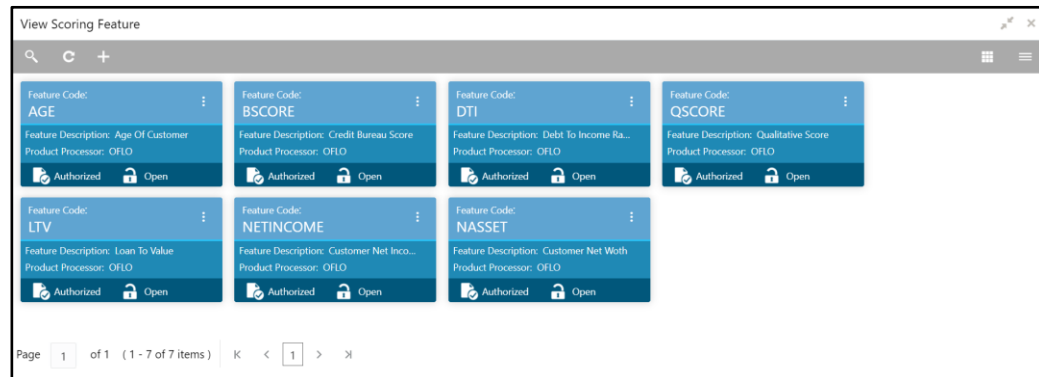 View Scoring Feature
Feature Code:
AGE
Feature Description: Age Of Customer
Product Processor: OFLO
Authorized Open
Feature Code:
BSCORE
Feature Description: Credit Bureau Score
Product Processor: OFLO
Authorized Open
Feature Code:
DTI
Feature Description: Debt To Income Ra...
Product Processor: OFLO
Authorized Open
Feature Code:
QSCORE
Feature Description: Qualitative Score
Product Processor: OFLO
Authorized Open
Feature Code:
LTV
Feature Description: Loan To Value
Product Processor: OFLO
Authorized Open
Feature Code:
NETINCOME
Feature Description: Customer Net Inco...
Product Processor: OFLO
Authorized Open
Feature Code:
NASSET
Feature Description: Customer Net Woth
Product Processor: OFLO
Authorized Open
Page 1 of 1 ( 1 - 7 of 7 items ) 1